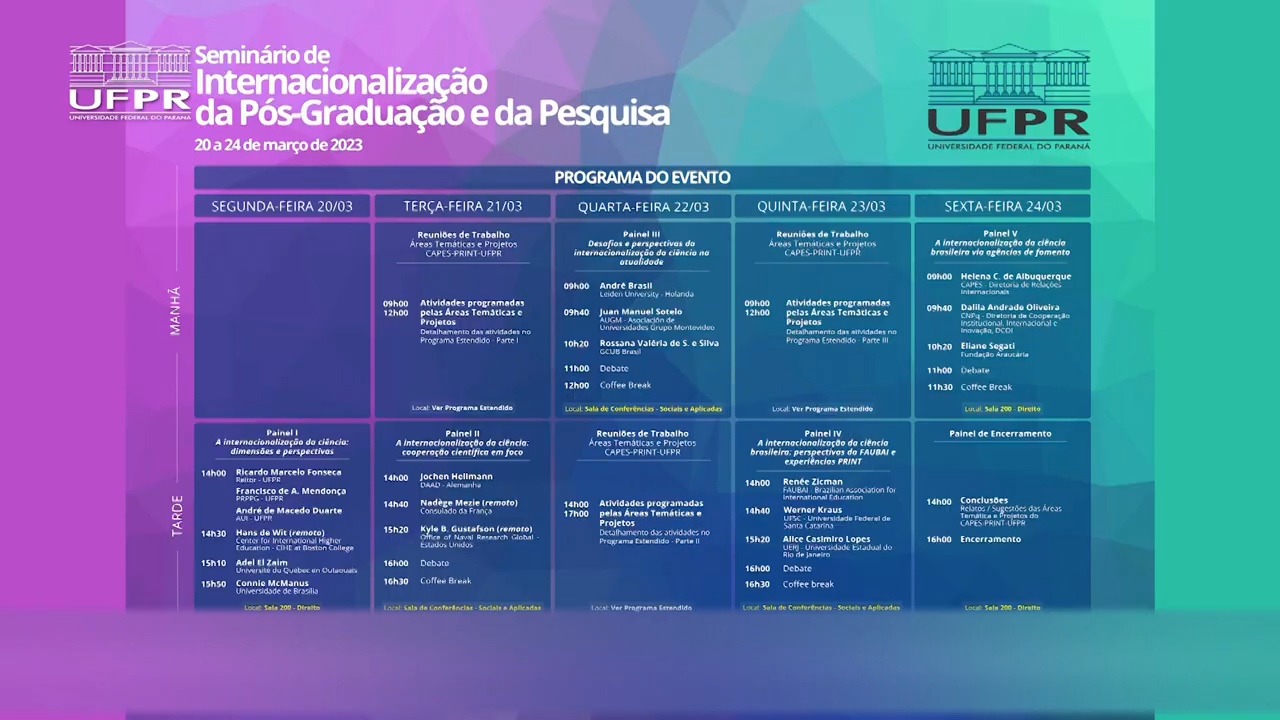 UFPR
UNIVERSIDADE FEDERAL DO PARANÁ
Seminário de
Internacionalização
da Pós-Graduação e da Pesquisa
20 a 24 de março de 2023
UFPR
UNIVERSIDADE FEDERAL DO PARANÁ
PROGRAMA DO EVENTO
SEGUNDA-FEIRA 20/03
TERÇA-FEIRA 21/03
QUARTA-FEIRA 22/03
QUINTA-FEIRA 23/03
SEXTA-FEIRA 24/03
MANHÃ
Reuniões de Trabalho
Áreas Temáticas e Projetos
CAPES-PRINT-UFPR
09h00
12h00
Atividades programadas
pelas Áreas Temáticas e
Projetos
Detalhamento das atividades no
Programa Estendido - Parte I
Local: Ver Programa Estendido
Painel III
Desafios e perspectivas da
internacionalização da ciência na
atualidade
09h00 André Brasil
Leiden University - Holanda
09h40 Juan Manuel Sotelo
AUGM - Asociación de
Universidades Grupo Montevideo
10h20 Rossana Valéria de S. e Silva
GCUB Brasil
11h00 Debate
12h00 Coffee Break
Local: Sala de Conferências - Sociais e Aplicadas
Reuniões de Trabalho
Áreas Temáticas e Projetos
CAPES-PRINT-UFPR
09h00
12h00
Atividades programadas
pelas Áreas Temáticas e
Projetos
Detalhamento das atividades no
Programa Estendido - Parte III
Local: Ver Programa Estendido
Painel V
A internacionalização da ciência
brasileira via agências de fomento
09h00 Helena C. de Albuquerque
CAPES - Diretoria de Relações
Internacionais
09h40 Dalila Andrade Oliveira
CNPq - Diretoria de Cooperação
Institucional, Internacional e
Inovação, DCOI
10h20 Eliane Segati
Fundação Araucária
11h00 Debate
11h30 Coffee Break
Local: Sala 200 - Direito
TARDE
Painel I
A internacionalização da ciência:
dimensões e perspectivas
14h00 Ricardo Marcelo Fonseca
Reitor - UFPR
Francisco de A. Mendonça
PRPPG - UFPR
André de Macedo Duarte
AUI - UFPR
14h30 Hans de Wit (remoto)
Center for International Higher
Education - CIHE at Boston College
15h10 Adel El Zaim
Université du Québec en Outaouais
15h50 Connie McManus
Universidade de Brasília
Local: Sala 200 - Direito
Painel II
A internacionalização da ciência:
cooperação científica em foco
14h00 Jochen Hellmann
DAAD - Alemanha
14h40 Nadège Mezie (remoto)
Consulado da França
15h20 Kyle B. Gustafson (remoto)
Office of Naval Research Global -
Estados Unidos
16h00 Debate
16h30 Coffee Break
Local: Sala de Conferências - Sociais e Aplicadas
Reuniões de Trabalho
Áreas Temáticas e Projetos
CAPES-PRINT-UFPR
14h00
17h00
Atividades programadas
pelas Áreas Temáticas e
Projetos
Detalhamento das atividades no
Programa Estendido - Parte II
Local: Ver Programa Estendido
Painel IV
A internacionalização da ciência
brasileira: perspectivas da FAUBAI e
experiências PRINT
14h00 Renée Zicman
FAUBAI - Brazilian Association for
International Education
14h40 Werner Kraus
UFSC - Universidade Federal de
Santa Catarina
15h20 Alice Casimiro Lopes
UERJ - Universidade Estadual do
Rio de Janeiro
16h00 Debate
16h30 Coffee break
Local: Sala de Conferências - Sociais e Aplicadas
Painel de Encerramento
14h00 Conclusões
Relatos / Sugestões das Áreas
Temática e Projetos do
CAPES-PRINT-UFPR
16h00 Encerramento
Local: Sala 200 - Direito